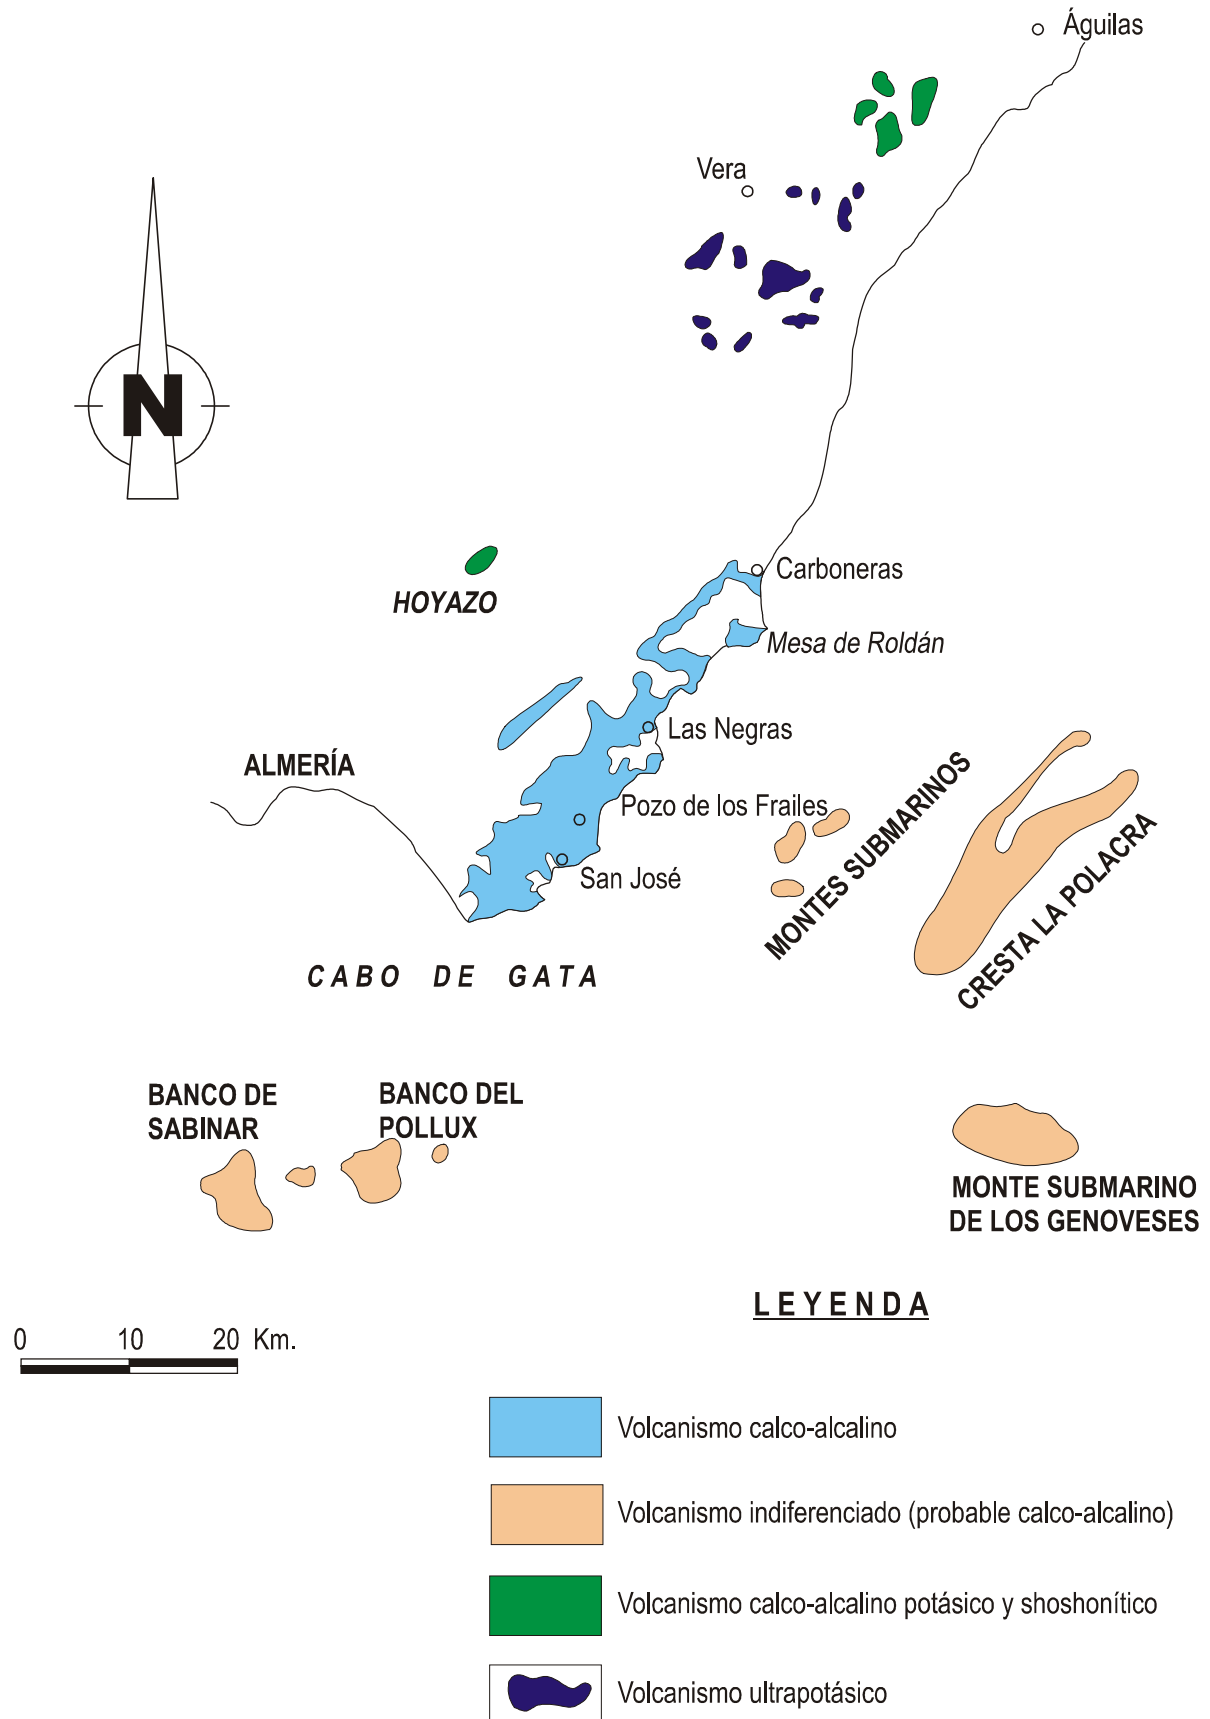 Águilas
Vera
N
Carboneras
HOYAZO
Mesa de Roldán
Las Negras
ALMERÍA
Pozo de los Frailes
MONTES SUBMARINOS
San José
CRESTA LA POLACRA
CABO DE GATA
BANCO DE
SABINAR
BANCO DEL
POLLUX
MONTE SUBMARINO
DE LOS GENOVESES
LEYENDA
0 10 20 Km.
Volcanismo calco-alcalino
Volcanismo indiferenciado (probable calco-alcalino)
Volcanismo calco-alcalino potásico y shoshonítico
Volcanismo ultrapotásico